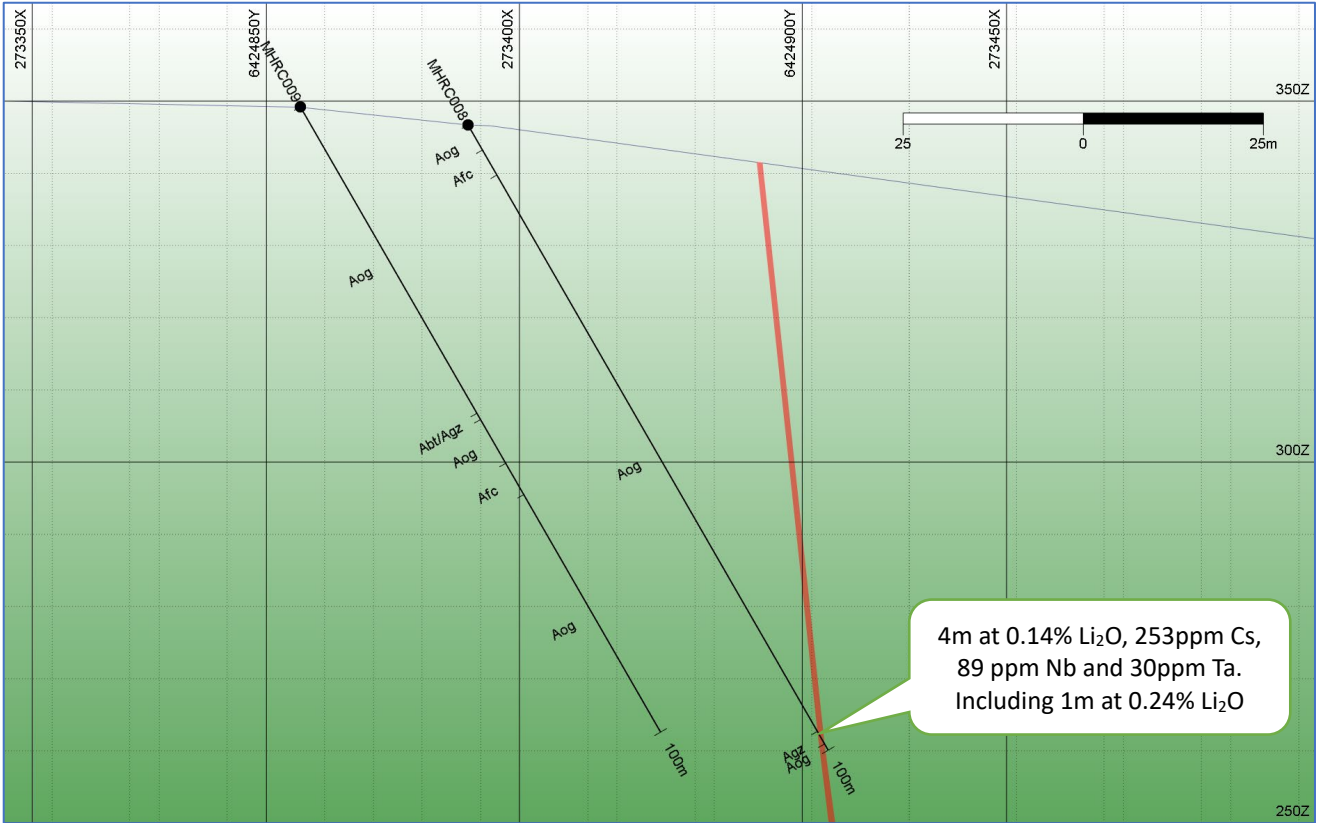 273350X
6424850Y
273400X
6424900Y
273450X
350Z
MHRC009
MHRC008
25
0
25m
Aog
Afc
Aog
Abt/Agz
Aog
Afc
Aog
300Z
Aog
4m at 0.14% Li₂O, 253ppm Cs,
89 ppm Nb and 30ppm Ta.
Including 1m at 0.24% Li₂O
Agz
Aog
100m
100m
250Z